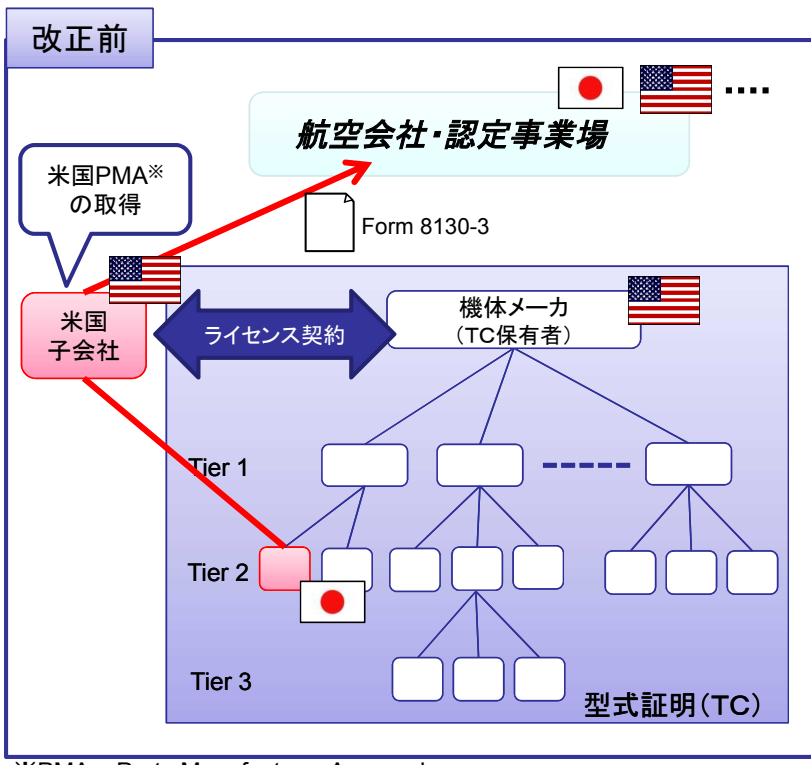 改正前
航空会社・認定事業場
米国PMA※
の取得
Form 8130-3
米国
子会社
ライセンス契約
機体メーカ
(TC保有者)
Tier 1
Tier 2
Tier 3
型式証明(TC)